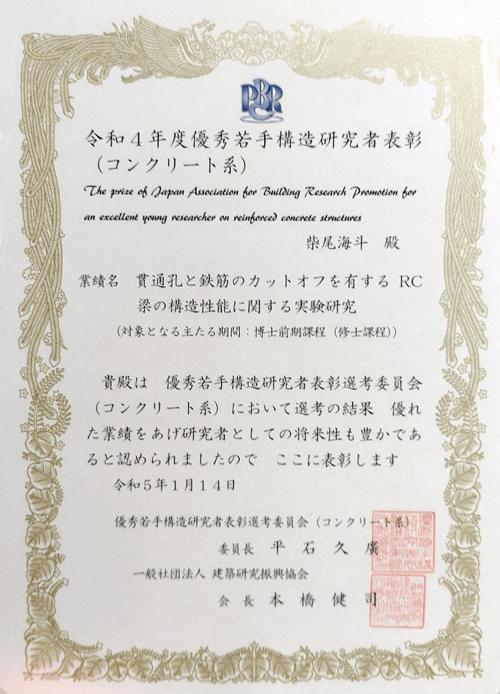 令和4年度優秀若手構造研究者表彰
（コンクリート系）
The prize of Japan Association for Building Research Promotion for
an excellent young researcher on reinforced concrete structures
柴尾海斗　殿
業績名　貫通孔と鉄筋のカットオフを有する RC
梁の構造性能に関する実験研究
（対象となる主たる期間：博士前期課程（修士課程））
貴殿は　優秀若手構造研究者表彰選考委員会
（コンクリート系）において選考の結果　優れ
た業績をあげ研究者としての将来性も豊かであ
ると認められましたので　ここに表彰します
令和５年１月１４日
優秀若手構造研究者表彰選考委員会（コンクリート系）
委員長　平石久廣
一般社団法人 建築研究振興協会
会長　本橋健司